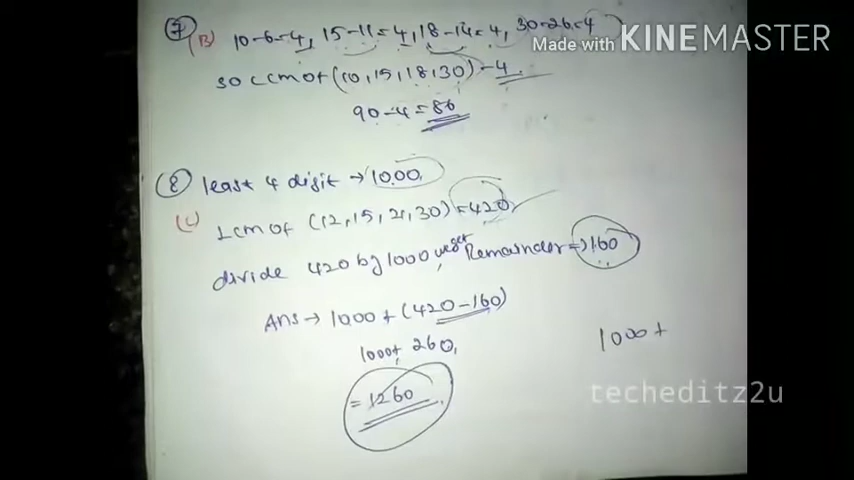 7 (B) 10-6=4, 15-11=4, 18-14=4, 30-26=4
Made with KINEMASTER
so LCM of (10,15,18,30) -4
90-4=86
8 least 4 digit → 1000
(C) LCM of (12,15,21,30) =420
divide 420 by 1000 we get Remainder => 160
Ans → 1000 + (420-160)
1000+ 260
1000+
= 1260
techeditz2u